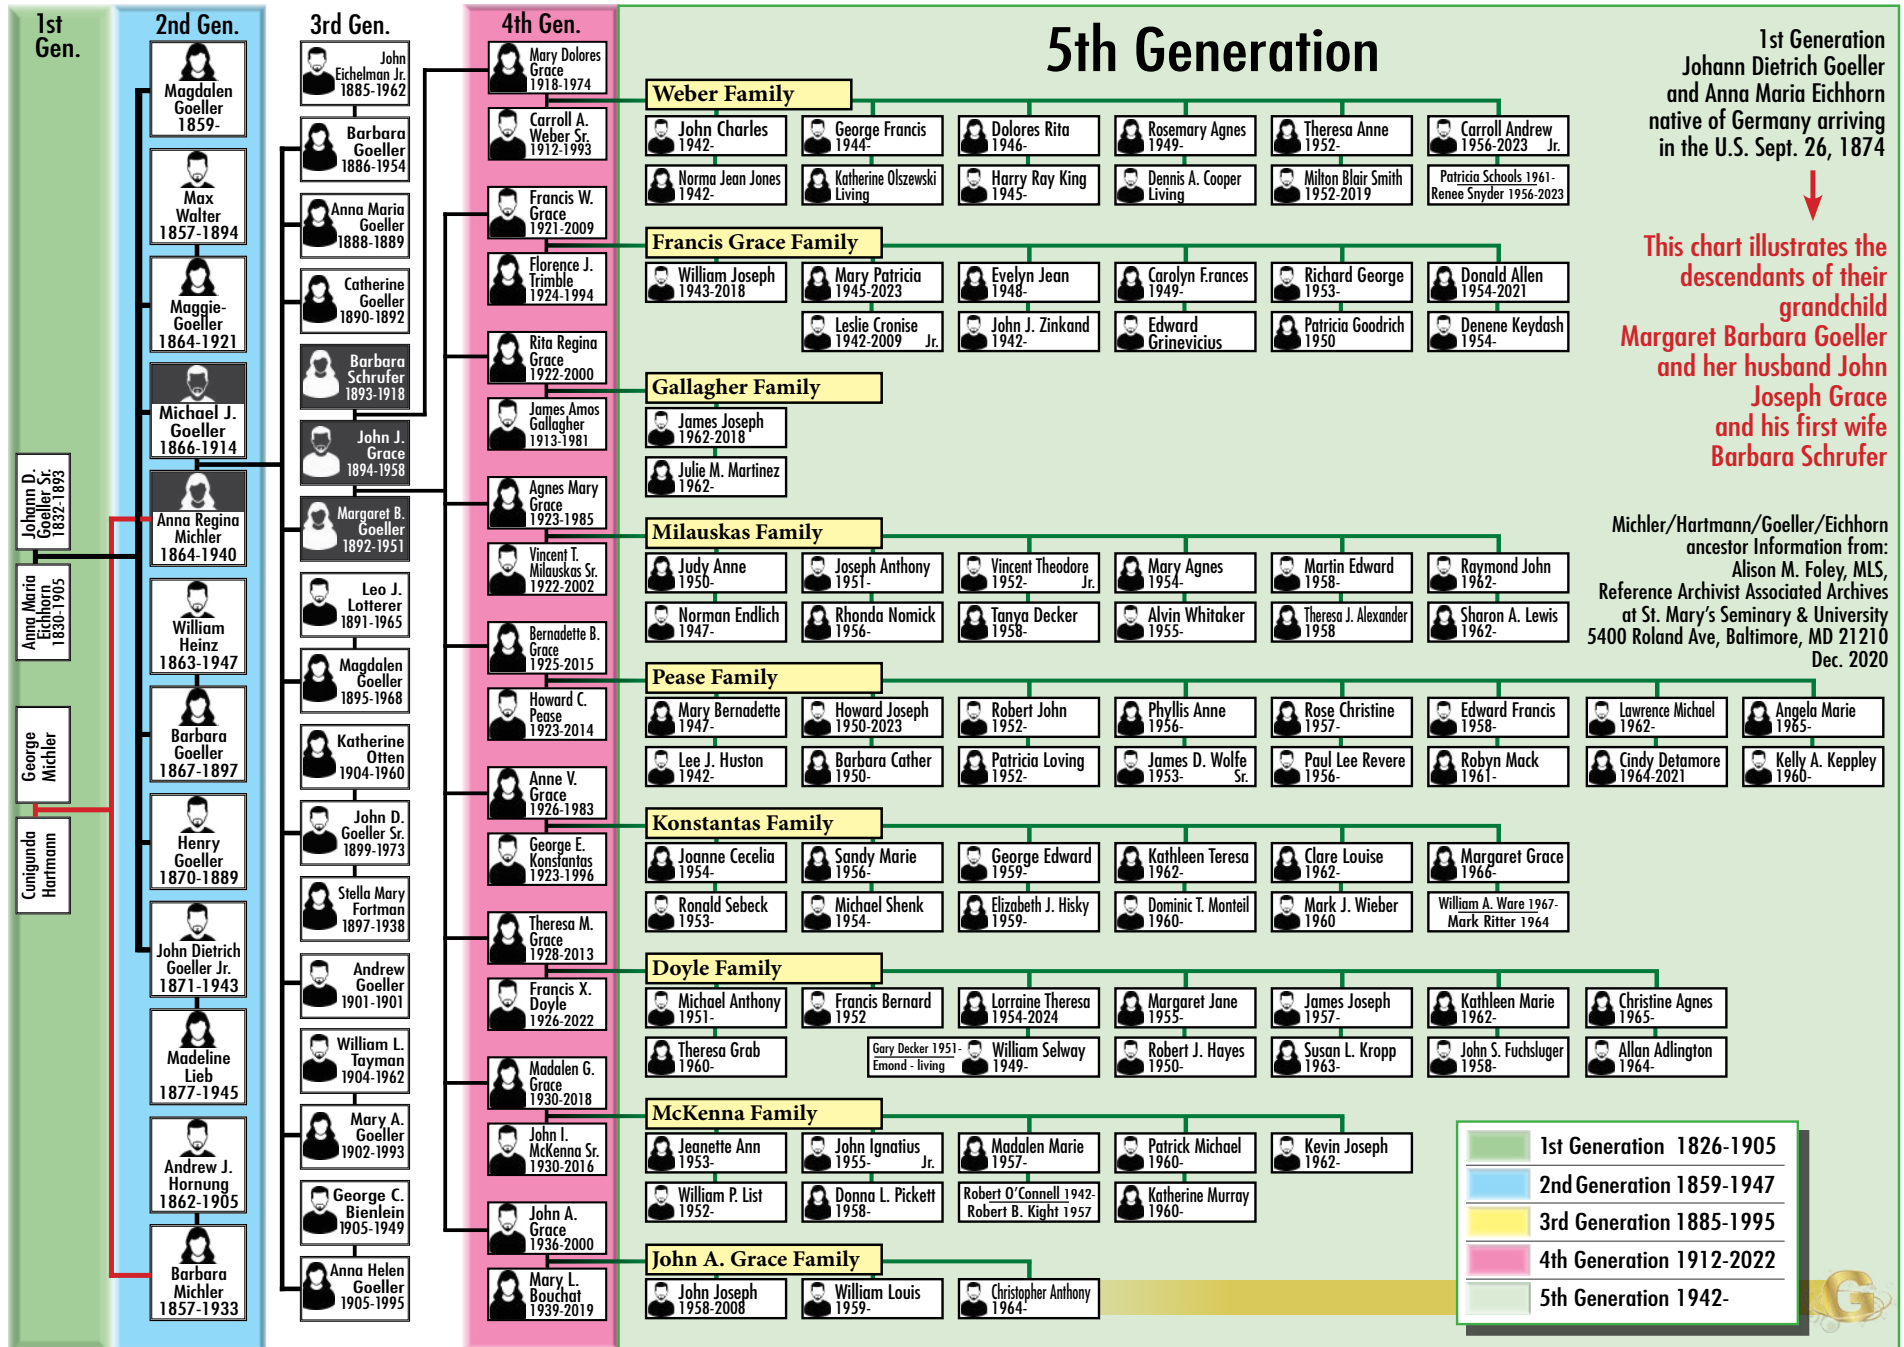 1st
Gen.
Johann D.
Goeller Sr.
1832-1893
Anna Maria
Eichhorn
1830-1905
George
Michler
Cunigunda
Hartmann
2nd Gen.
Magdalen
Goeller
1859-
Max
Walter
1857-1894
Maggie-
Goeller
1864-1921
Michael J.
Goeller
1866-1914
Anna Regina
Michler
1864-1940
William
Heinz
1863-1947
Barbara
Goeller
1867-1897
Henry
Goeller
1870-1889
John Dietrich
Goeller Jr.
1871-1943
Madeline
Lieb
1877-1945
Andrew J.
Hornung
1862-1905
Barbara
Michler
1857-1933
3rd Gen.
John
Eichelman Jr.
1885-1962
Barbara
Goeller
1886-1954
Anna Maria
Goeller
1888-1889
Catherine
Goeller
1890-1892
Barbara
Schrufer
1893-1918
John J.
Grace
1894-1958
Margaret B.
Goeller
1892-1951
Leo J.
Lotterer
1891-1965
Magdalen
Goeller
1895-1968
Katherine
Otten
1904-1960
John D.
Goeller Sr.
1899-1973
Stella Mary
Fortman
1897-1938
Andrew
Goeller
1901-1901
William L.
Tayman
1904-1962
Mary A.
Goeller
1902-1993
George C.
Bienlein
1905-1949
Anna Helen
Goeller
1905-1995
4th Gen.
Mary Dolores
Grace
1918-1974
Carroll A.
Weber Sr.
1912-1993
Francis W.
Grace
1921-2009
Florence J.
Trimble
1924-1994
Rita Regina
Grace
1922-2000
James Amos
Gallagher
1913-1981
Agnes Mary
Grace
1923-1985
Vincent T.
Milauskas Sr.
1922-2002
Bernadette B.
Grace
1925-2015
Howard C.
Pease
1923-2014
Anne V.
Grace
1926-1983
George E.
Konstantas
1923-1996
Theresa M.
Grace
1928-2013
Francis X.
Doyle
1926-2022
Madalen G.
Grace
1930-2018
John I.
McKenna Sr.
1930-2016
John A.
Grace
1936-2000
Mary L.
Bouchat
1939-2019
5th Generation
Weber Family
John Charles
1942-
George Francis
1944-
Dolores Rita
1946-
Rosemary Agnes
1949-
Theresa Anne
1952-
Carroll Andrew
1956-2023 Jr.
Norma Jean Jones
1942-
Katherine Olszewski
Living
Harry Ray King
1945-
Dennis A. Cooper
Living
Milton Blair Smith
1952-2019
Patricia Schools 1961-
Renee Snyder 1956-2023
Francis Grace Family
William Joseph
1943-2018
Mary Patricia
1945-2023
Evelyn Jean
1948-
Carolyn F.rances
1949-
Richard George
1953-
Donald Allen
1954-2021
Leslie Cronise
1942-2009 Jr.
John J. Zinkand
1942-
Edward
Grinevicius
Patricia Goodrich
1950
Denene Keydash
1954-
Gallagher Family
James Joseph
1962-2018
Julie M. Martinez
1962-
Milauskas Family
Judy Anne
1950-
Joseph Anthony
1951-
Vincent Theodore
1952- Jr.
Mary Agnes
1954-
Martin Edward
1958-
Raymond John
1962-
Norman Endlich
1947-
Rhonda Nomick
1956-
Tanya Decker
1958-
Alvin Whitaker
1955-
Theresa J. Alexander
1958
Sharon A. Lewis
1962-
Pease Family
Mary Bernadette
1947-
Howard Joseph
1950-2023
Robert John
1952-
Phyllis Anne
1956-
Rose Christine
1957-
Edward Francis
1958-
Lawrence Michael
1962-
Angela Marie
1965-
Lee J. Huston
1942-
Barbara Cather
1950-
Patricia Loving
1952-
James D. Wolfe
1953- Sr.
Paul Lee Revere
1956-
Robyn Mack
1961-
Cindy Detamore
1964-2021
Kelly A. Keppley
1960-
Konstantas Family
Joanne Cecelia
1954-
Sandy Marie
1956-
George Edward
1959-
Kathleen Teresa
1962-
Clare Louise
1962-
Margaret Grace
1966-
Ronald Sebeck
1953-
Michael Shenk
1954-
Elizabeth J. Hisky
1959-
Dominic T. Monteil
1960-
Mark J. Wieber
1960
William A. Ware 1967-
Mark Ritter 1964
Doyle Family
Michael Anthony
1951-
Francis Bernard
1952
Lorraine Theresa
1954-2024
Margaret Jane
1955-
James Joseph
1957-
Kathleen Marie
1962-
Christine Agnes
1965-
Theresa Grab
1960-
Gary Decker 1951-
Emond - living
William Selway
1949-
Robert J. Hayes
1950-
Susan L. Kropp
1963-
John S. Fuchsluger
1958-
Allan Adlington
1964-
McKenna Family
Jeanette Ann
1953-
John Ignatius
1955- Jr.
Madalen Marie
1957-
Patrick Michael
1960-
Kevin Joseph
1962-
William P. List
1952-
Donna L. Pickett
1958-
Robert O'Connell 1942-
Robert B. Kight 1957
Katherine Murray
1960-
John A. Grace Family
John Joseph
1958-2008
William Louis
1959-
Christopher Anthony
1964-
1st Generation
Johann Dietrich Goeller
and Anna Maria Eichhorn
native of Germany arriving
in the U.S. Sept. 26, 1874
This chart illustrates the
descendants of their
grandchild
Margaret Barbara Goeller
and her husband John
Joseph Grace
and his first wife
Barbara Schrufer
Michler/Hartmann/Goeller/Eichhorn
ancestor Information from:
Alison M. Foley, MLS,
Reference Archivist Associated Archives
at St. Mary's Seminary & University
5400 Roland Ave, Baltimore, MD 21210
Dec. 2020
1st Generation 1826-1905
2nd Generation 1859-1947
3rd Generation 1885-1995
4th Generation 1912-2022
5th Generation 1942-
G